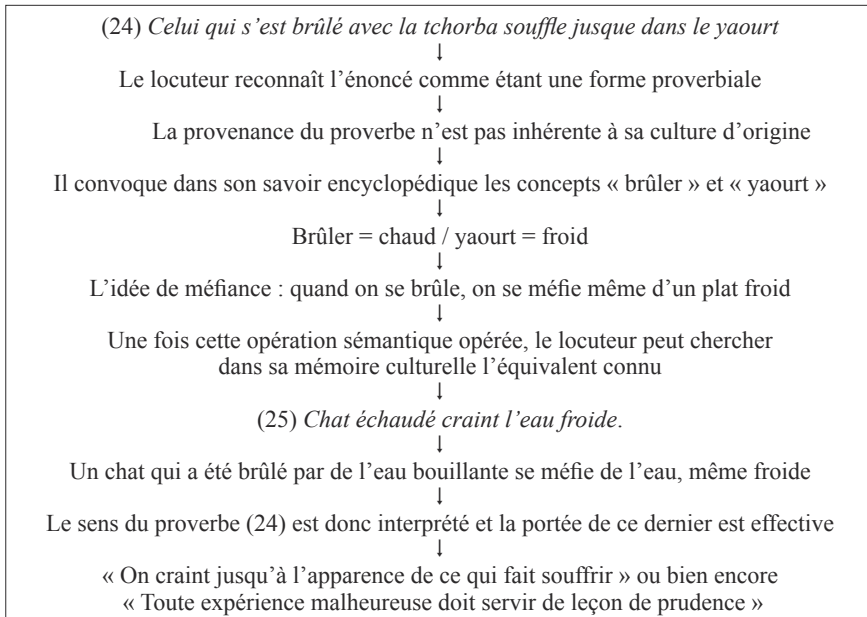 (24) Celui qui s’est brûlé avec la tchorba souffle jusque dans le yaourt
↓
Le locuteur reconnaît l’énoncé comme étant une forme proverbiale
↓
La provenance du proverbe n’est pas inhérente à sa culture d’origine
↓
Il convoque dans son savoir encyclopédique les concepts « brûler » et « yaourt »
↓
Brûler = chaud / yaourt = froid
↓
L’idée de méfiance : quand on se brûle, on se méfie même d’un plat froid
↓
Une fois cette opération sémantique opérée, le locuteur peut chercher
dans sa mémoire culturelle l’équivalent connu
↓
(25) Chat échaudé craint l’eau froide.
↓
Un chat qui a été brûlé par de l’eau bouillante se méfie de l’eau, même froide
↓
Le sens du proverbe (24) est donc interprété et la portée de ce dernier est effective
↓
« On craint jusqu’à l’apparence de ce qui fait souffrir » ou bien encore
« Toute expérience malheureuse doit servir de leçon de prudence »